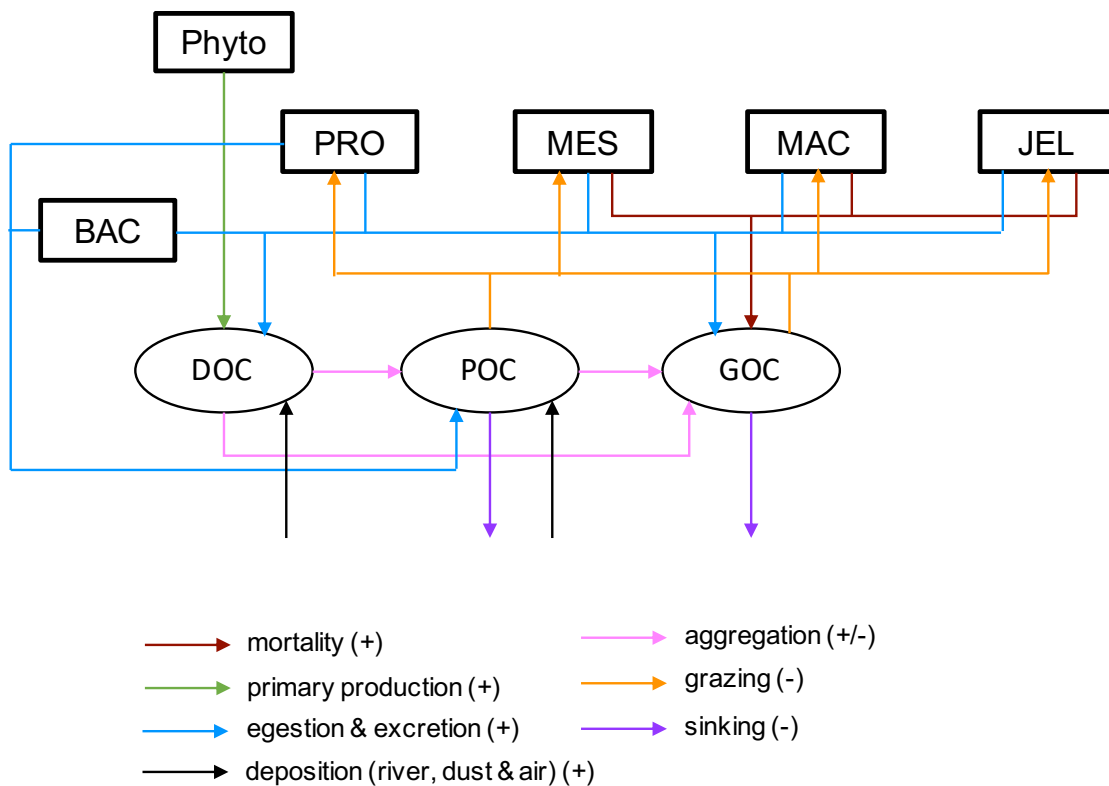 Phyto
PRO
MES
MAC
JEL
BAC
DOC
POC
GOC
mortality (+)
aggregation (+/-)
primary production (+)
grazing (-)
egestion & excretion (+)
sinking (-)
deposition (river, dust & air) (+)